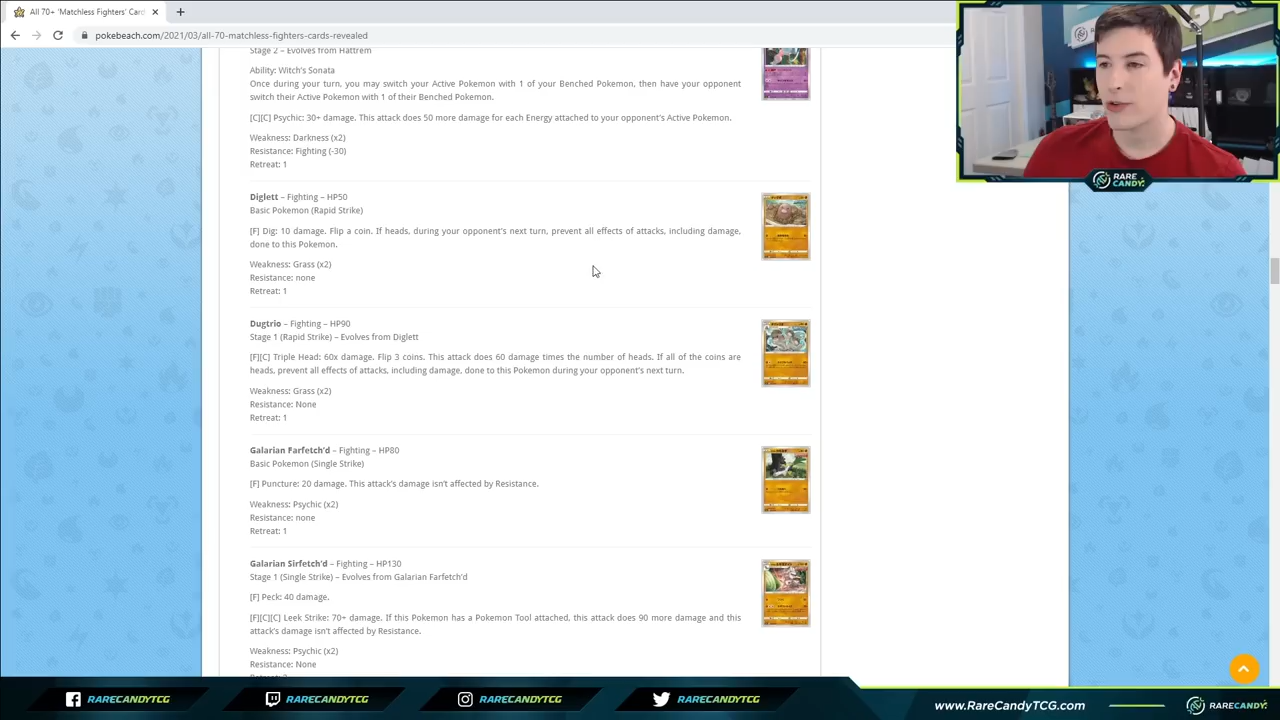 All 70+ 'Matchless Fighters' Card
pokebeach.com/2021/03/all-70-matchless-fighters-cards-revealed
Stage 2 – Evolves from Hattrem
Ability: Witch's Sonata
Once during your turn, you may switch your Active Pokemon with 1 of your Benched Pokemon, then have your opponent
switch their Active Pokemon with 1 of their Benched Pokemon.
[C][C] Psychic: 30+ damage. This attack does 50 more damage for each Energy attached to your opponent's Active Pokemon.
Weakness: Darkness (x2)
Resistance: Fighting (-30)
Retreat: 1
Diglett – Fighting – HP50
Basic Pokemon (Rapid Strike)
[F] Dig: 10 damage. Flip a coin. If heads, during your opponent's next turn, prevent all effects of attacks, including damage,
done to this Pokemon.
Weakness: Grass (x2)
Resistance: none
Retreat: 1
Dugtrio – Fighting – HP90
Stage 1 (Rapid Strike) – Evolves from Diglett
[F][C] Triple Head: 60x damage. Flip 3 coins. This attack does 60 damage times the number of heads. If all of the coins are
heads, prevent all effects of attacks, including damage, done to this Pokemon during your opponent's next turn.
Weakness: Grass (x2)
Resistance: None
Retreat: 1
Galarian Farfetch'd – Fighting – HP80
Basic Pokemon (Single Strike)
[F] Puncture: 20 damage. This attack's damage isn't affected by Resistance.
Weakness: Psychic (x2)
Resistance: none
Retreat: 1
Galarian Sirfetch'd – Fighting – HP130
Stage 1 (Single Strike) – Evolves from Galarian Farfetch'd
[F] Peck: 40 damage.
[F][C][C] Leek Strike: 70+ damage. If this Pokemon has a Pokemon Tool attached, this attack does 90 more damage and this
attack's damage isn't affected by Resistance.
Weakness: Psychic (x2)
Resistance: None
RARE
CANDY
RARECANDYTCG
RARECANDYTCG
RARECANDYTCG
RARECANDYTCG
www.RareCandyTCG.com
RARECANDY